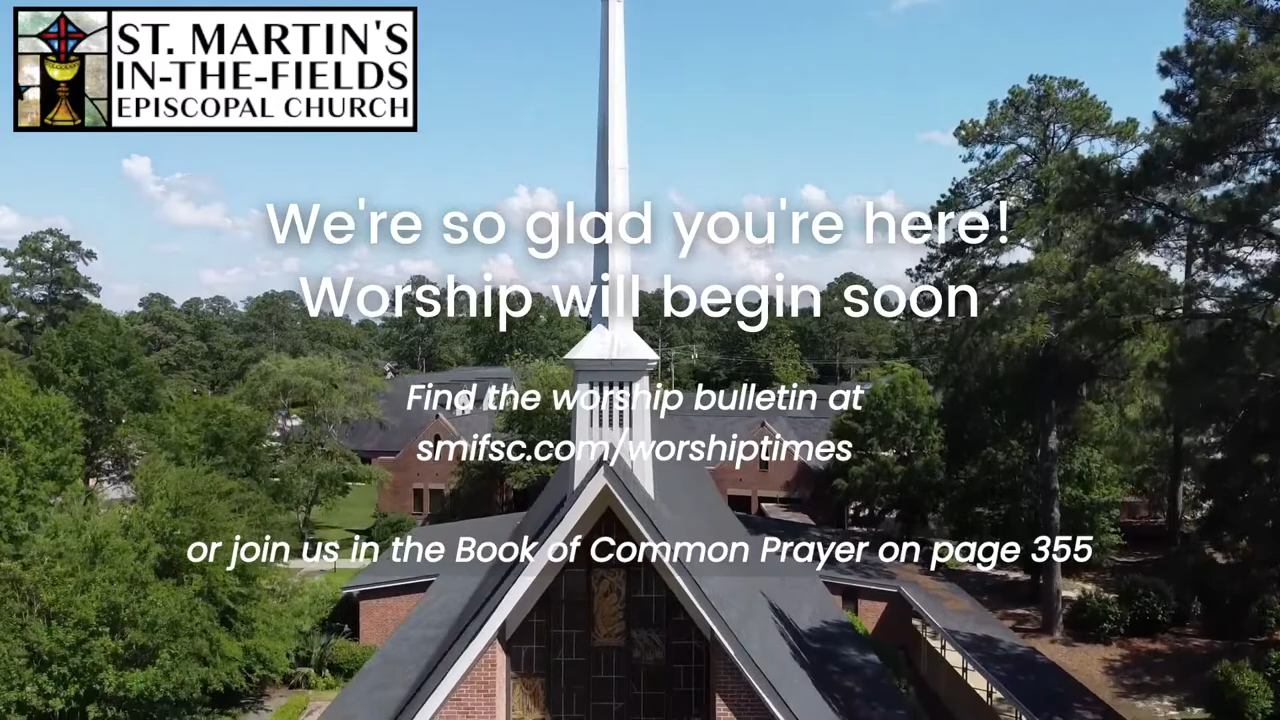 ST. MARTIN'S
IN-THE-FIELDS
EPISCOPAL CHURCH
We're so glad you're here!
Worship will begin soon
Find the worship bulletin at
smifsc.com/worshiptimes
or join us in the Book of Common Prayer on page 355